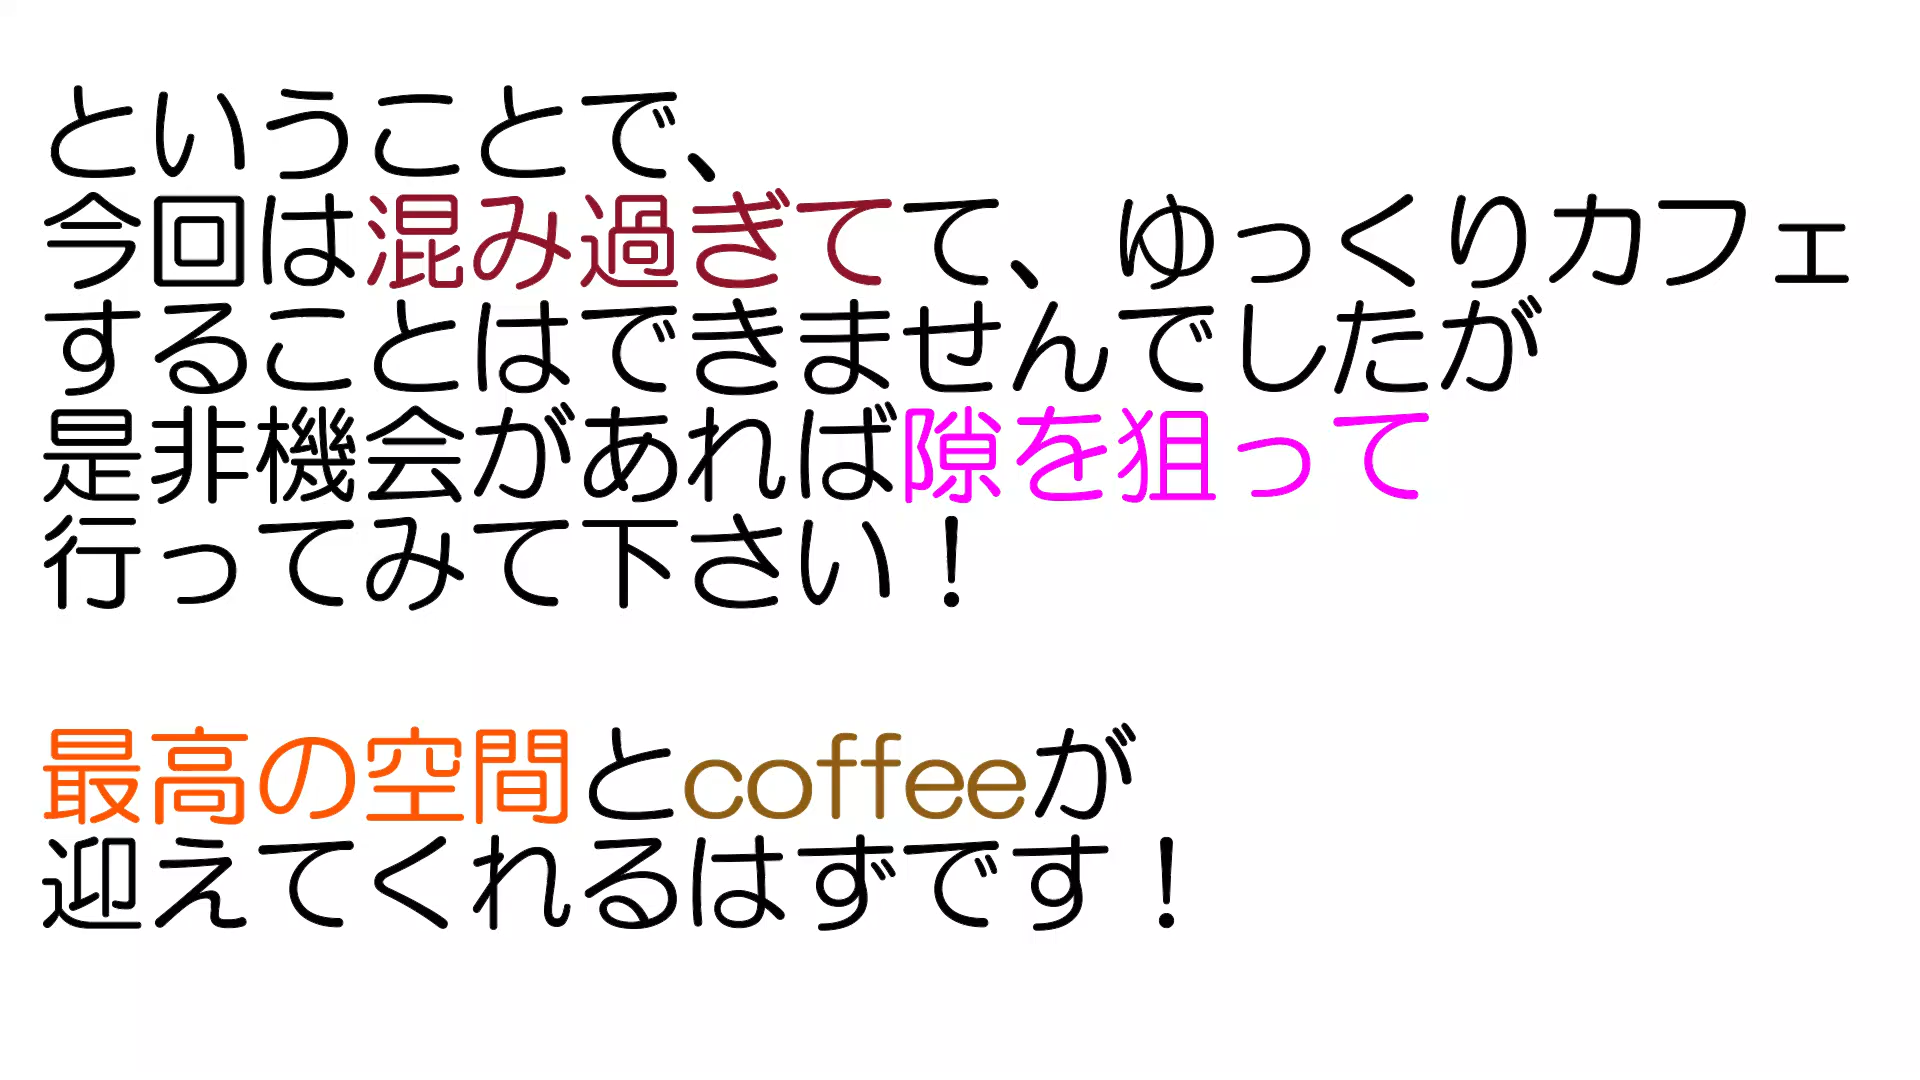 ということで、
今回は混み過ぎてて、ゆっくりカフェ
することはできませんでしたが
是非機会があれば隙を狙って
行ってみて下さい！
最高の空間とcoffeeが
迎えてくれるはずです！